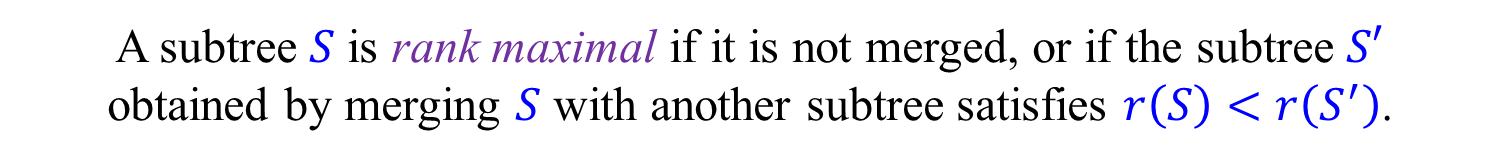 A subtree S is rank maximal if it is not merged, or if the subtree S′
obtained by merging S with another subtree satisfies r(S) < r(S′).